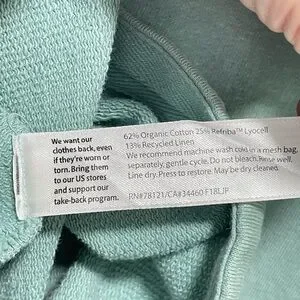 We want our
clothes back, even
if they're worn or
torn. Bring them
to our US stores
and support our
take-back program.
62% Organic Cotton 25% Refibra™ Lyocell
13% Recycled Linen
We recommend machine wash cold in a mesh bag,
separately, gentle cycle. Do not bleach. Rinse well.
Line dry. Press to restore. May be dry cleaned.
RN#78121/CA#34460 F18LJP